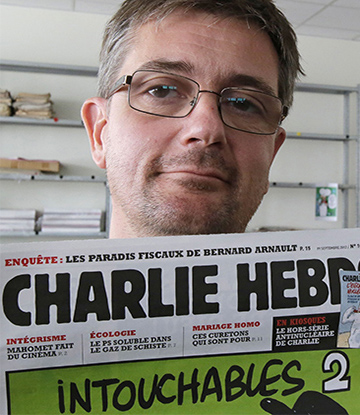 ENQUÊTE : LES PARADIS FISCAUX DE BERNARD ARNAULT P. 15
CHARLIE HEBD
INTÉGRISME
MAHOMET FAIT
DU CINÉMA P. 2
ÉCOLOGIE
LE PS SOLUBLE DANS
LE GAZ DE SCHISTE P. 3
MARIAGE HOMO
CES CURETONS
QUI SONT POUR P. 11
EN KIOSQUES
LE HORS-SÉRIE
ANTINUCLÉAIRE
DE CHARLIE
CHARLIE
INTOUCHABLES 2